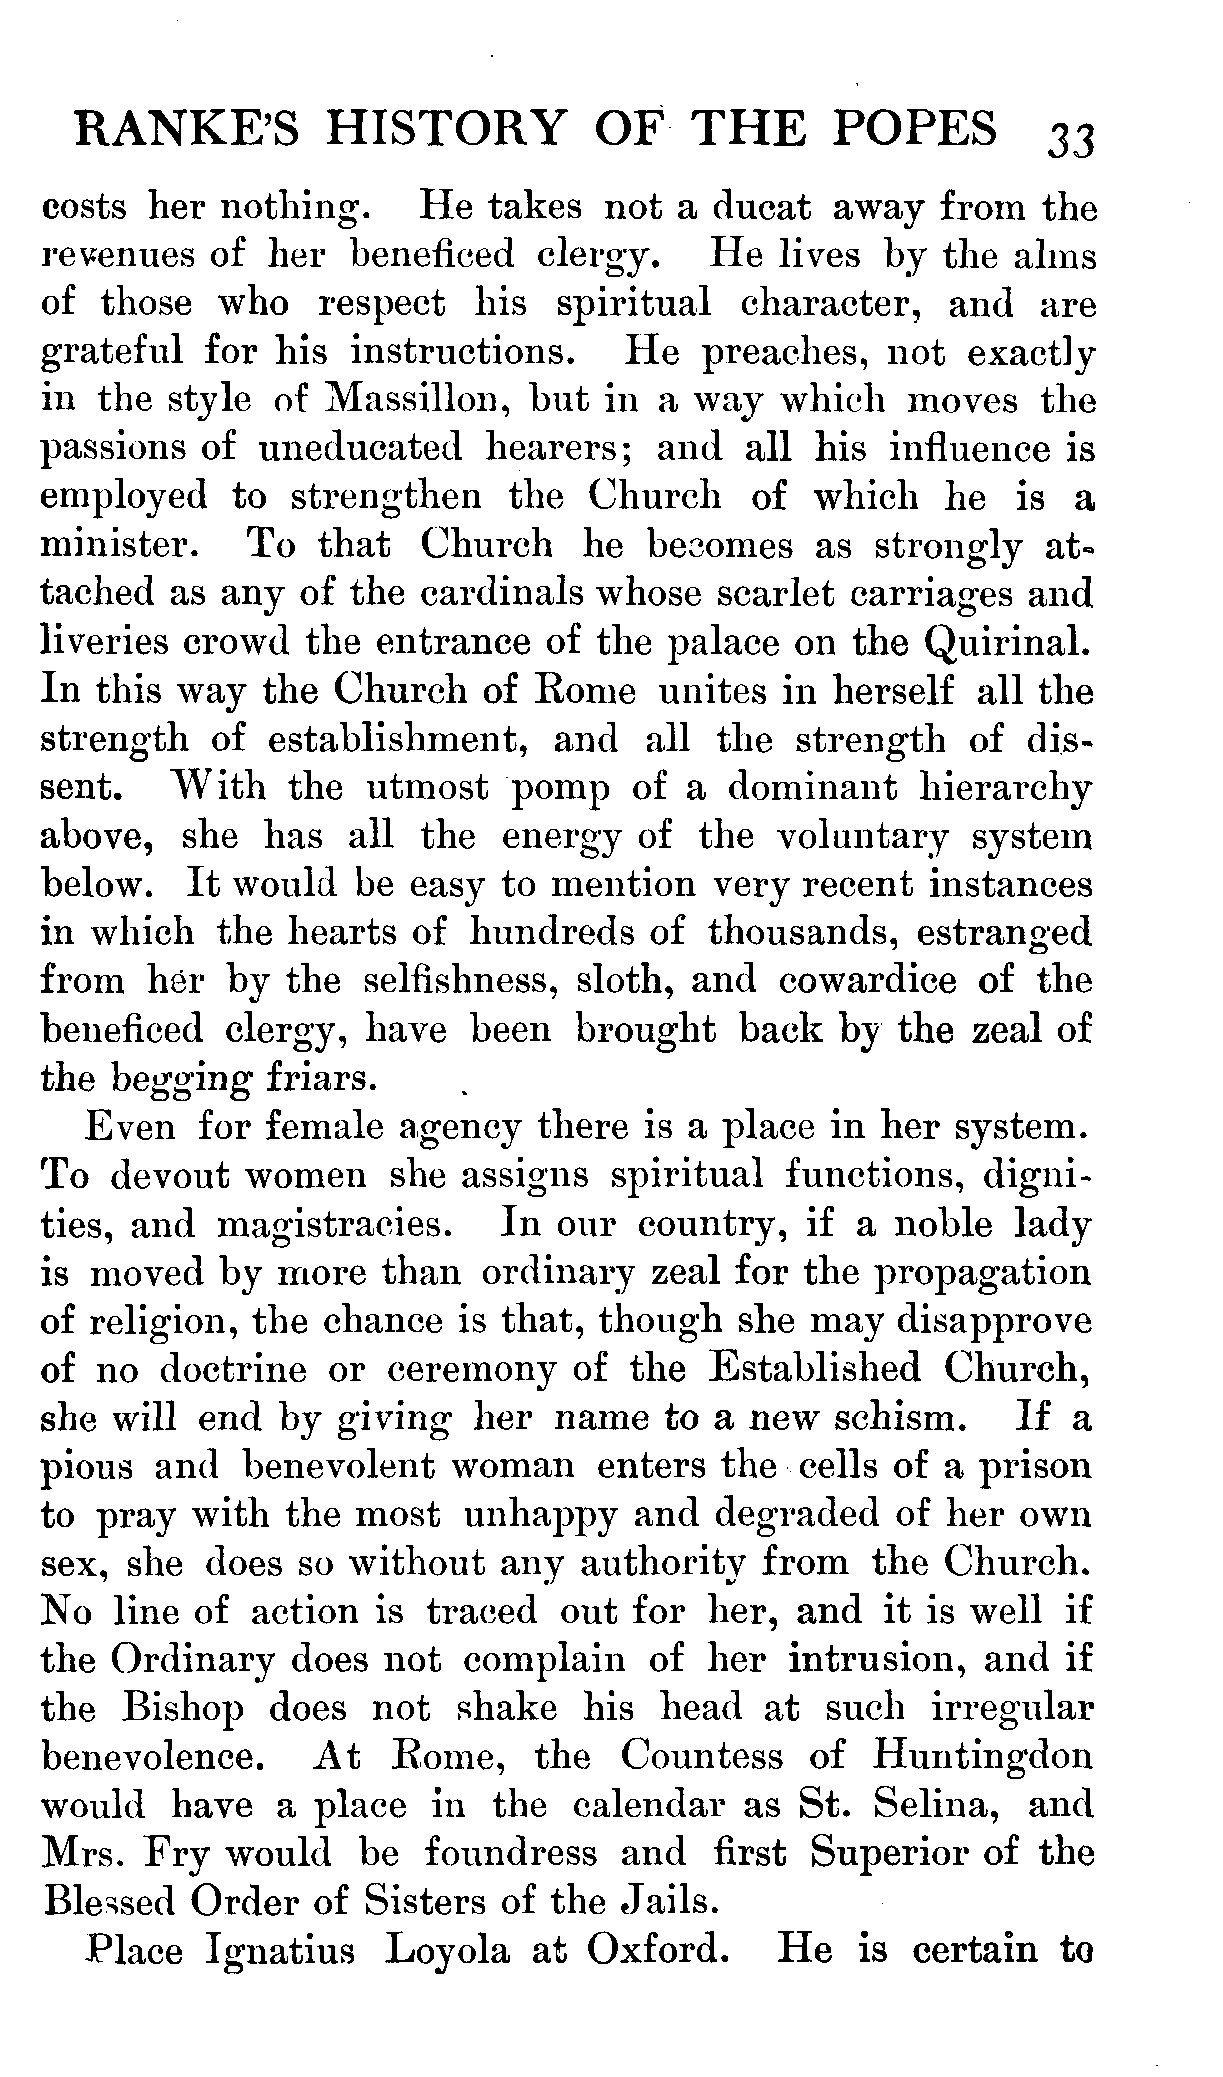 RANKE'S HISTORY OF THE POPES 33
costs her nothing. He takes not a ducat away from the
revenues of her beneficed clergy. He lives by the alms
of those who respect his spiritual character, and are
grateful for his instructions. He preaches, not exactly
in the style of Massillon, but in a way which moves the
passions of uneducated hearers; and all his influence is
employed to strengthen the Church of which he is a
minister. To that Church he becomes as strongly at-
tached as any of the cardinals whose scarlet carriages and
liveries crowd the entrance of the palace on the Quirinal.
In this way the Church of Rome unites in herself all the
strength of establishment, and all the strength of dis-
sent. With the utmost pomp of a dominant hierarchy
above, she has all the energy of the voluntary system
below. It would be easy to mention very recent instances
in which the hearts of hundreds of thousands, estranged
from her by the selfishness, sloth, and cowardice of the
beneficed clergy, have been brought back by the zeal of
the begging friars.
Even for female agency there is a place in her system.
To devout women she assigns spiritual functions, digni-
ties, and magistracies. In our country, if a noble lady
is moved by more than ordinary zeal for the propagation
of religion, the chance is that, though she may disapprove
of no doctrine or ceremony of the Established Church,
she will end by giving her name to a new schism. If a
pious and benevolent woman enters the cells of a prison
to pray with the most unhappy and degraded of her own
sex, she does so without any authority from the Church.
No line of action is traced out for her, and it is well if
the Ordinary does not complain of her intrusion, and if
the Bishop does not shake his head at such irregular
benevolence. At Rome, the Countess of Huntingdon
would have a place in the calendar as St. Selina, and
Mrs. Fry would be foundress and first Superior of the
Blessed Order of Sisters of the Jails.
Place Ignatius Loyola at Oxford. He is certain to